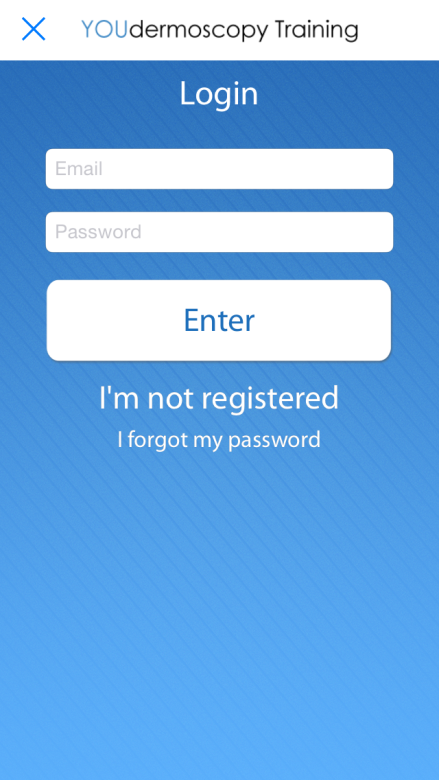 YOUdermoscopy Training
Login
Email
Password
Enter
I'm not registered
I forgot my password